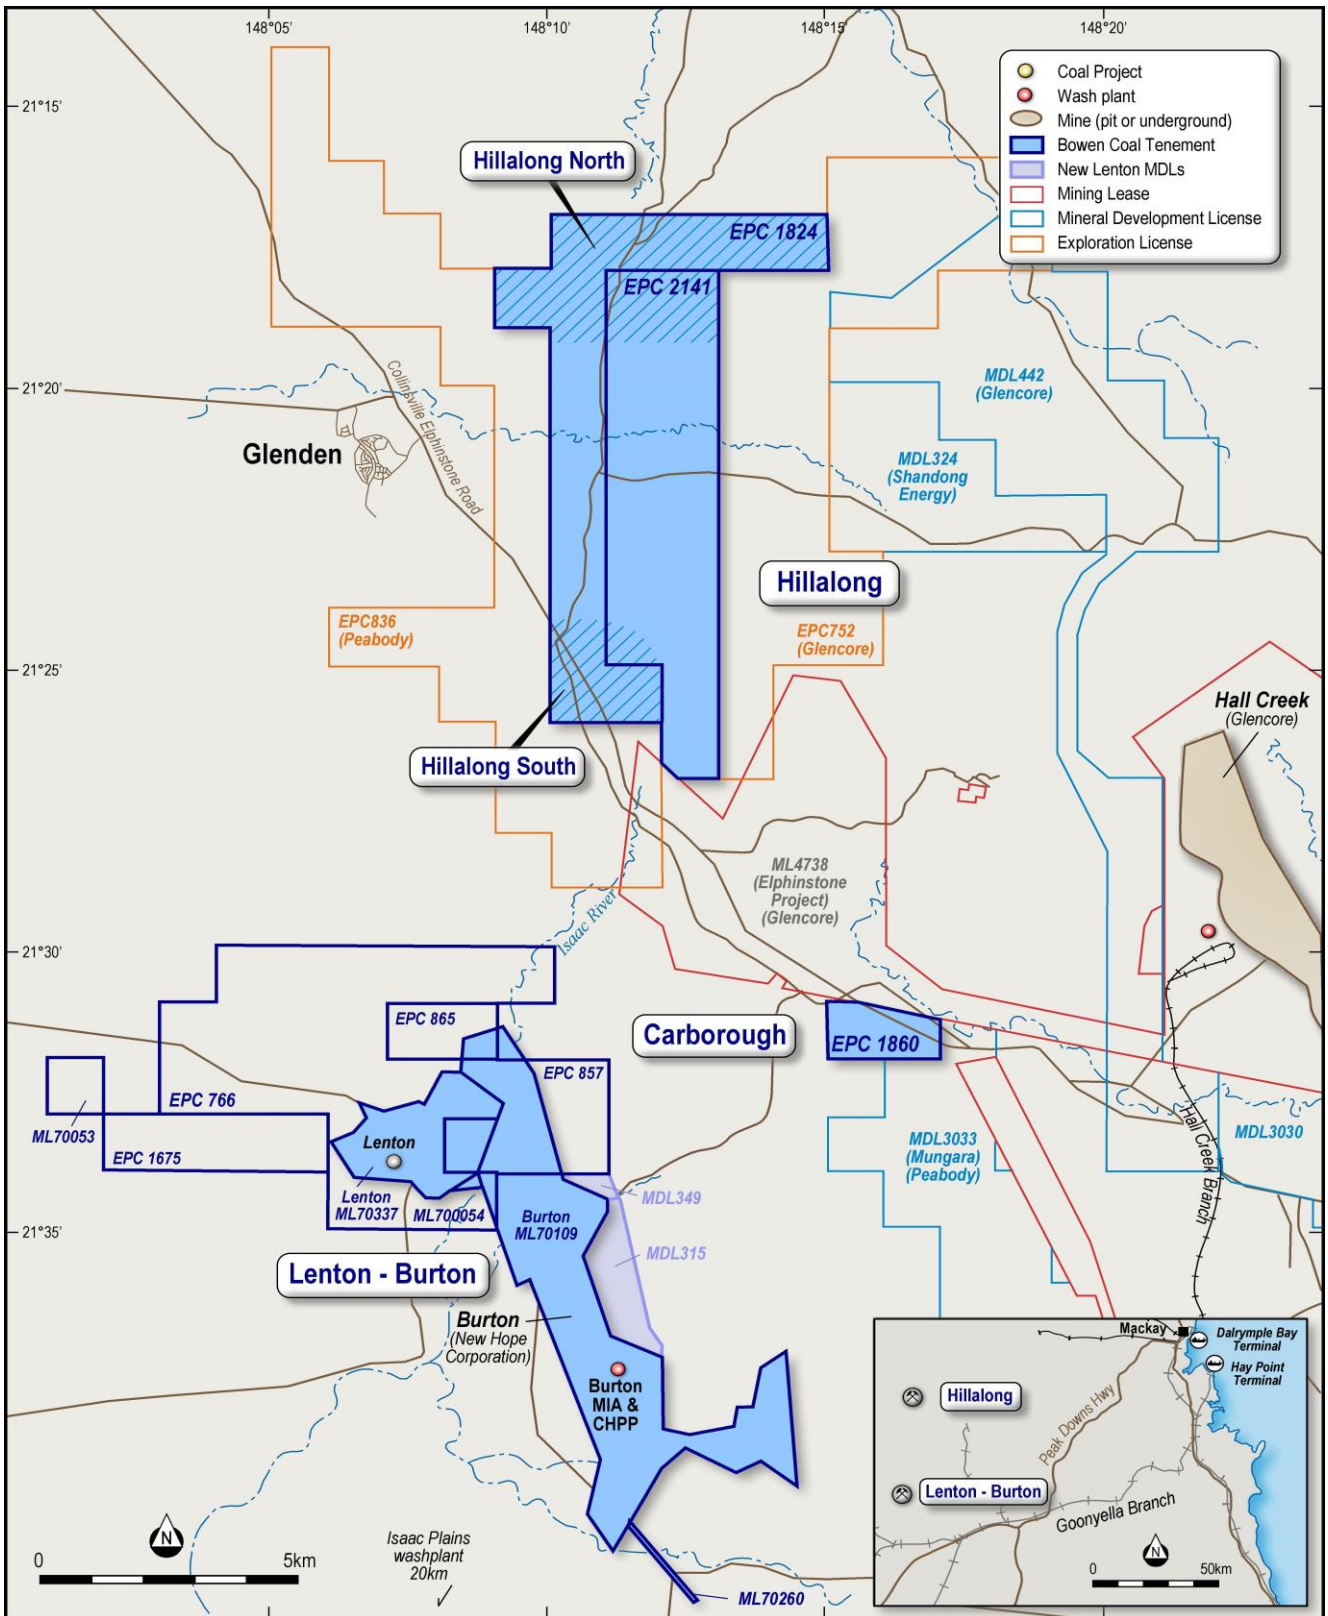 148°05'
148°10'
148°15'
148°20'
21°15'
21°20'
21°25'
21°30'
21°35'
Coal Project
Wash plant
Mine (pit or underground)
Bowen Coal Tenement
New Lenton MDLs
Mining Lease
Mineral Development License
Exploration License
Hillalong North
EPC 1824
EPC 2141
MDL442
(Glencore)
Collinsville Elphinstone Road
Glenden
MDL324
(Shandong
Energy)
Hillalong
EPC836
(Peabody)
EPC752
(Glencore)
Hall Creek
(Glencore)
Hillalong South
ML4738
(Elphinstone
Project)
(Glencore)
Isaac River
EPC 865
Carborough
EPC 1860
EPC 857
EPC 766
ML70053
Hall Creek Branch
MDL3030
Lenton
EPC 1675
MDL3033
(Mungara)
(Peabody)
Lenton
ML70337
ML700054
Burton
ML70109
MDL349
MDL315
Lenton - Burton
Burton
(New Hope
Corporation)
Burton
MIA &
CHPP
Mackay
Dalrymple Bay
Terminal
Hay Point
Terminal
Hillalong
Peak Downs Hwy
Lenton - Burton
Goonyella Branch
N
0
50km
N
0
5km
Isaac Plains
washplant
20km
ML70260